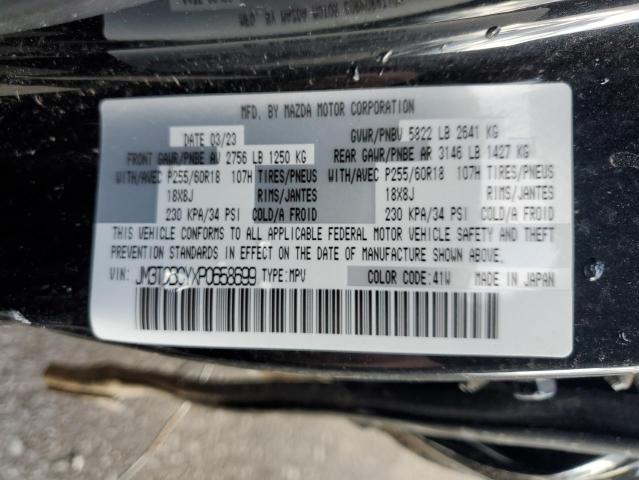 MFD. BY MAZDA MOTOR CORPORATION
DATE 03/23 GVWR/PNBV 5822 LB 2641 KG
FRONT GAWR/PNBE AV 2756 LB 1250 KG REAR GAWR/PNBE AR 3146 LB 1427 KG
WITH/AVEC P255/60R18 107H TIRES/PNEUS WITH/AVEC P255/60R18 107H TIRES/PNEUS
18X8J RIMS/JANTES 18X8J RIMS/JANTES
230 KPA/34 PSI COLD/A FROID 230 KPA/34 PSI COLD/A FROID
THIS VEHICLE CONFORMS TO ALL APPLICABLE FEDERAL MOTOR VEHICLE SAFETY AND THEFT
PREVENTION STANDARDS IN EFFECT ON THE DATE OF MANUFACTURE SHOWN ABOVE.
VIN: JM3TCBCYXP0658699 TYPE:MPV COLOR CODE:41W MADE IN JAPAN